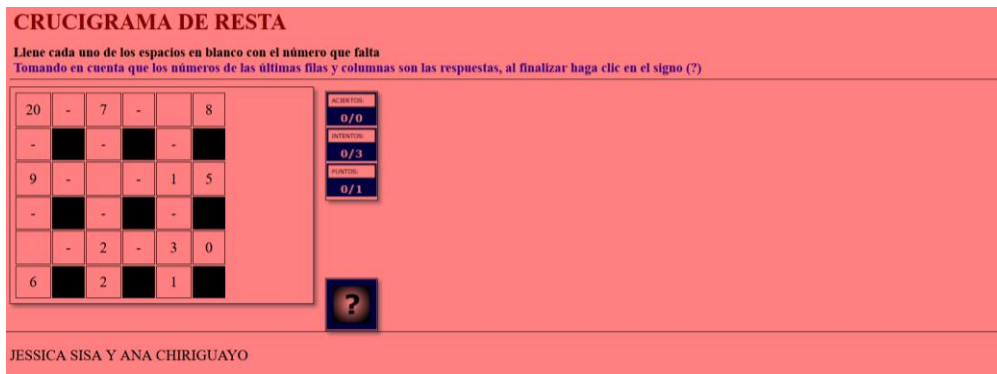 CRUCIGRAMA DE RESTA
Llene cada uno de los espacios en blanco con el número que falta
Tomando en cuenta que los números de las últimas filas y columnas son las respuestas, al finalizar haga clic en el signo (?)
20 - 7 - 8
- - -
9 - - 1 5
- - -
- 2 - 3 0
6 2 1
ACIERTOS:
0/0
INTENTOS:
0/3
PUNTOS:
0/1
?
JESSICA SISA Y ANA CHIRIGUAYO